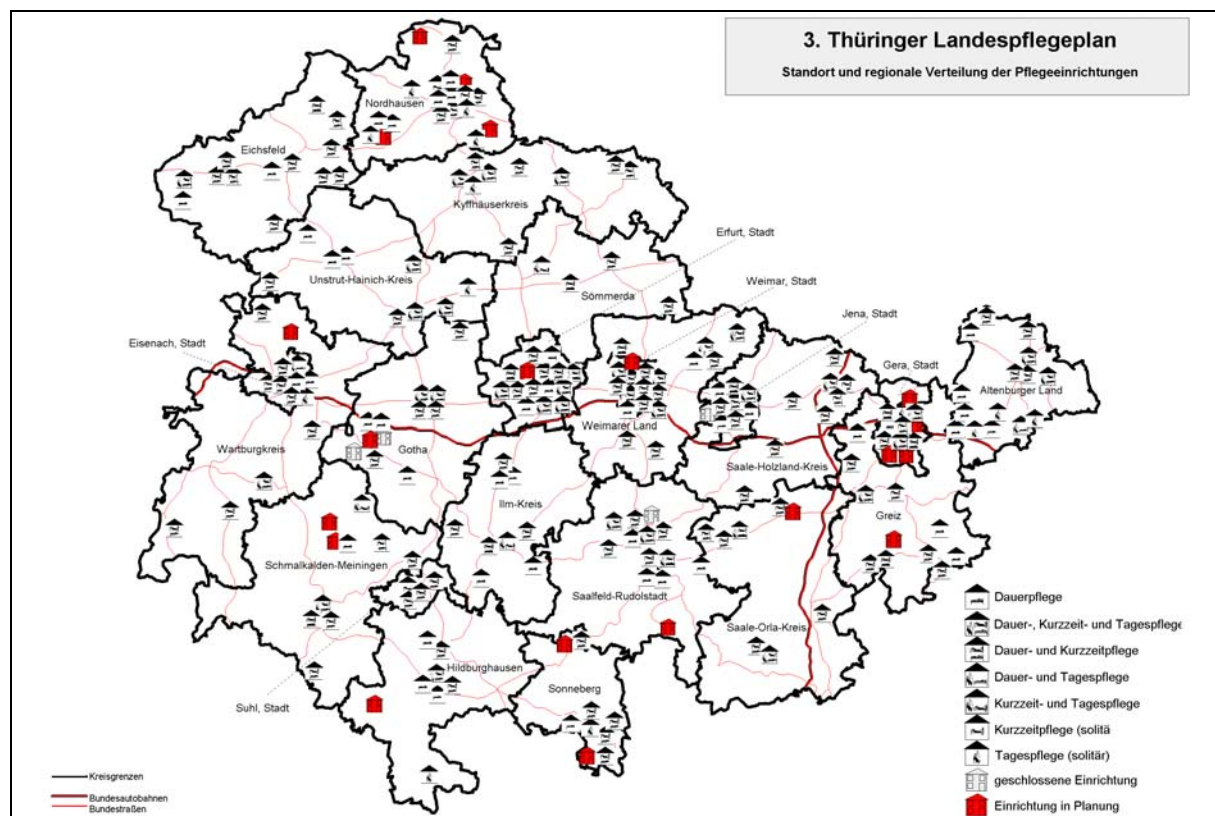 3. Thüringer Landespflegeplan
Standort und regionale Verteilung der Pflegeeinrichtungen
Nordhausen
Eichsfeld
Kyffhäuserkreis
Erfurt, Stadt
Unstrut-Hainich-Kreis
Weimar, Stadt
Sömmerda
Jena, Stadt
Eisenach, Stadt
Gera, Stadt
Altenburger Land
Weimarer Land
Wartburgkreis
Gotha
Saale-Holzland-Kreis
Ilm-Kreis
Greiz
Schmalkalden-Meiningen
Saalfeld-Rudolstadt
Saale-Orla-Kreis
Hildburghausen
Sonneberg
Suhl, Stadt
Dauerpflege
Dauer-, Kurzzeit- und Tagespflege
Dauer- und Kurzzeitpflege
Dauer- und Tagespflege
Kurzzeit- und Tagespflege
Kurzzeitpflege (solitä
Tagespflege (solitär)
geschlossene Einrichtung
Einrichtung in Planung
Kreisgrenzen
Bundesautobahnen
Bundestraßen